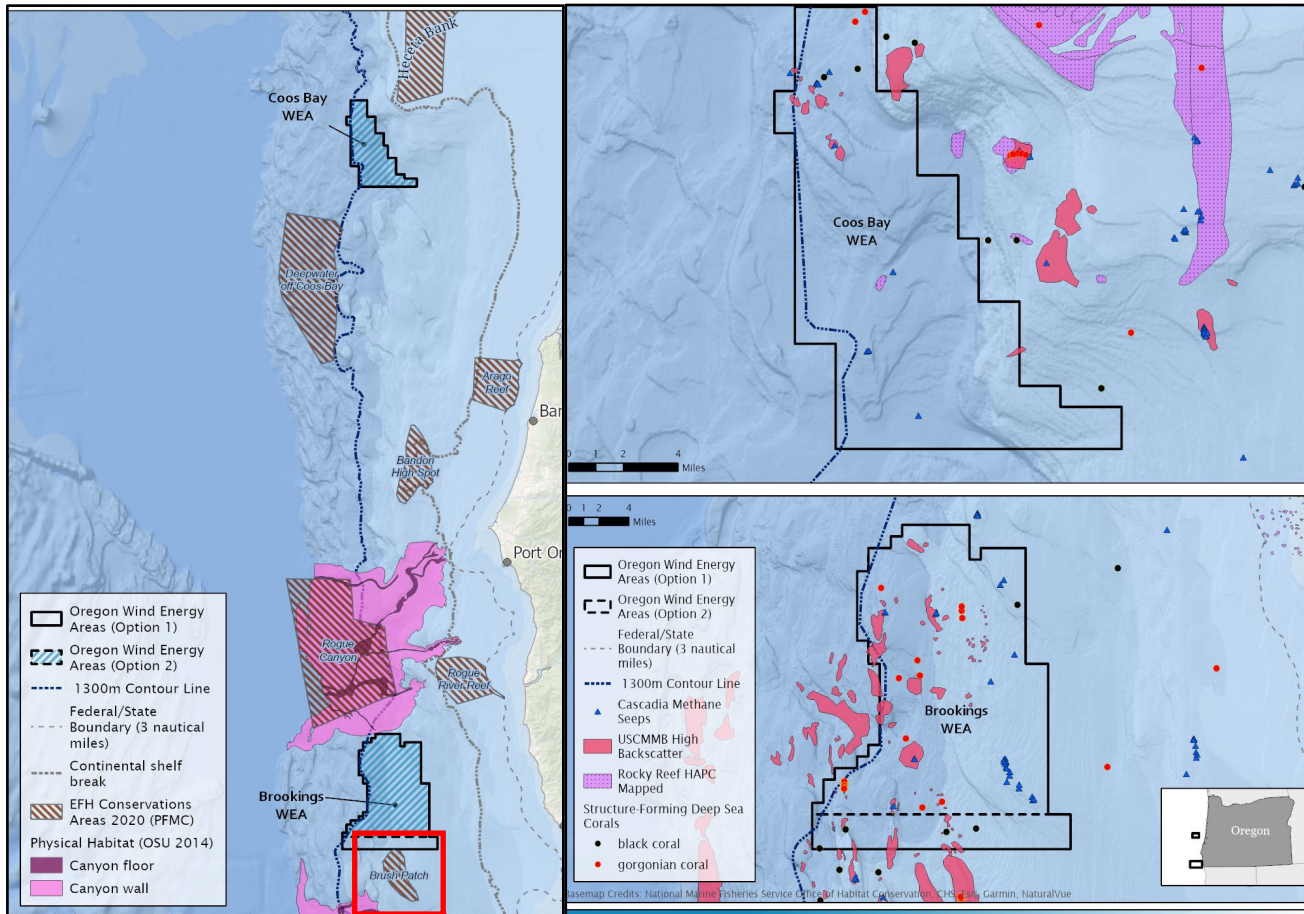 Heceta Bank
Coos Bay
WEA
Deepwater
off Coos Bay
Arago
Reef
Ban
Bandon
High Spot
Port Or
Rogue
Canyon
Rogue
River Reef
Brookings
WEA
Brush Patch
Oregon Wind Energy
Areas (Option 1)
Oregon Wind Energy
Areas (Option 2)
1300m Contour Line
Federal/State
Boundary (3 nautical
miles)
Continental shelf
break
EFH Conservations
Areas 2020 (PFMC)
Physical Habitat (OSU 2014)
Canyon floor
Canyon wall
Coos Bay
WEA
0 1 2 4
Miles
0 1 2 4
Miles
Oregon Wind Energy
Areas (Option 1)
Oregon Wind Energy
Areas (Option 2)
Federal/State
Boundary (3 nautical
miles)
1300m Contour Line
Cascadia Methane
Seeps
USCMMB High
Backscatter
Rocky Reef HAPC
Mapped
Structure-Forming Deep Sea
Corals
black coral
gorgonian coral
Brookings
WEA
Oregon
Basemap Credits: National Marine Fisheries Service Office of Habitat Conservation, CHS, Esri, Garmin, NaturalVue